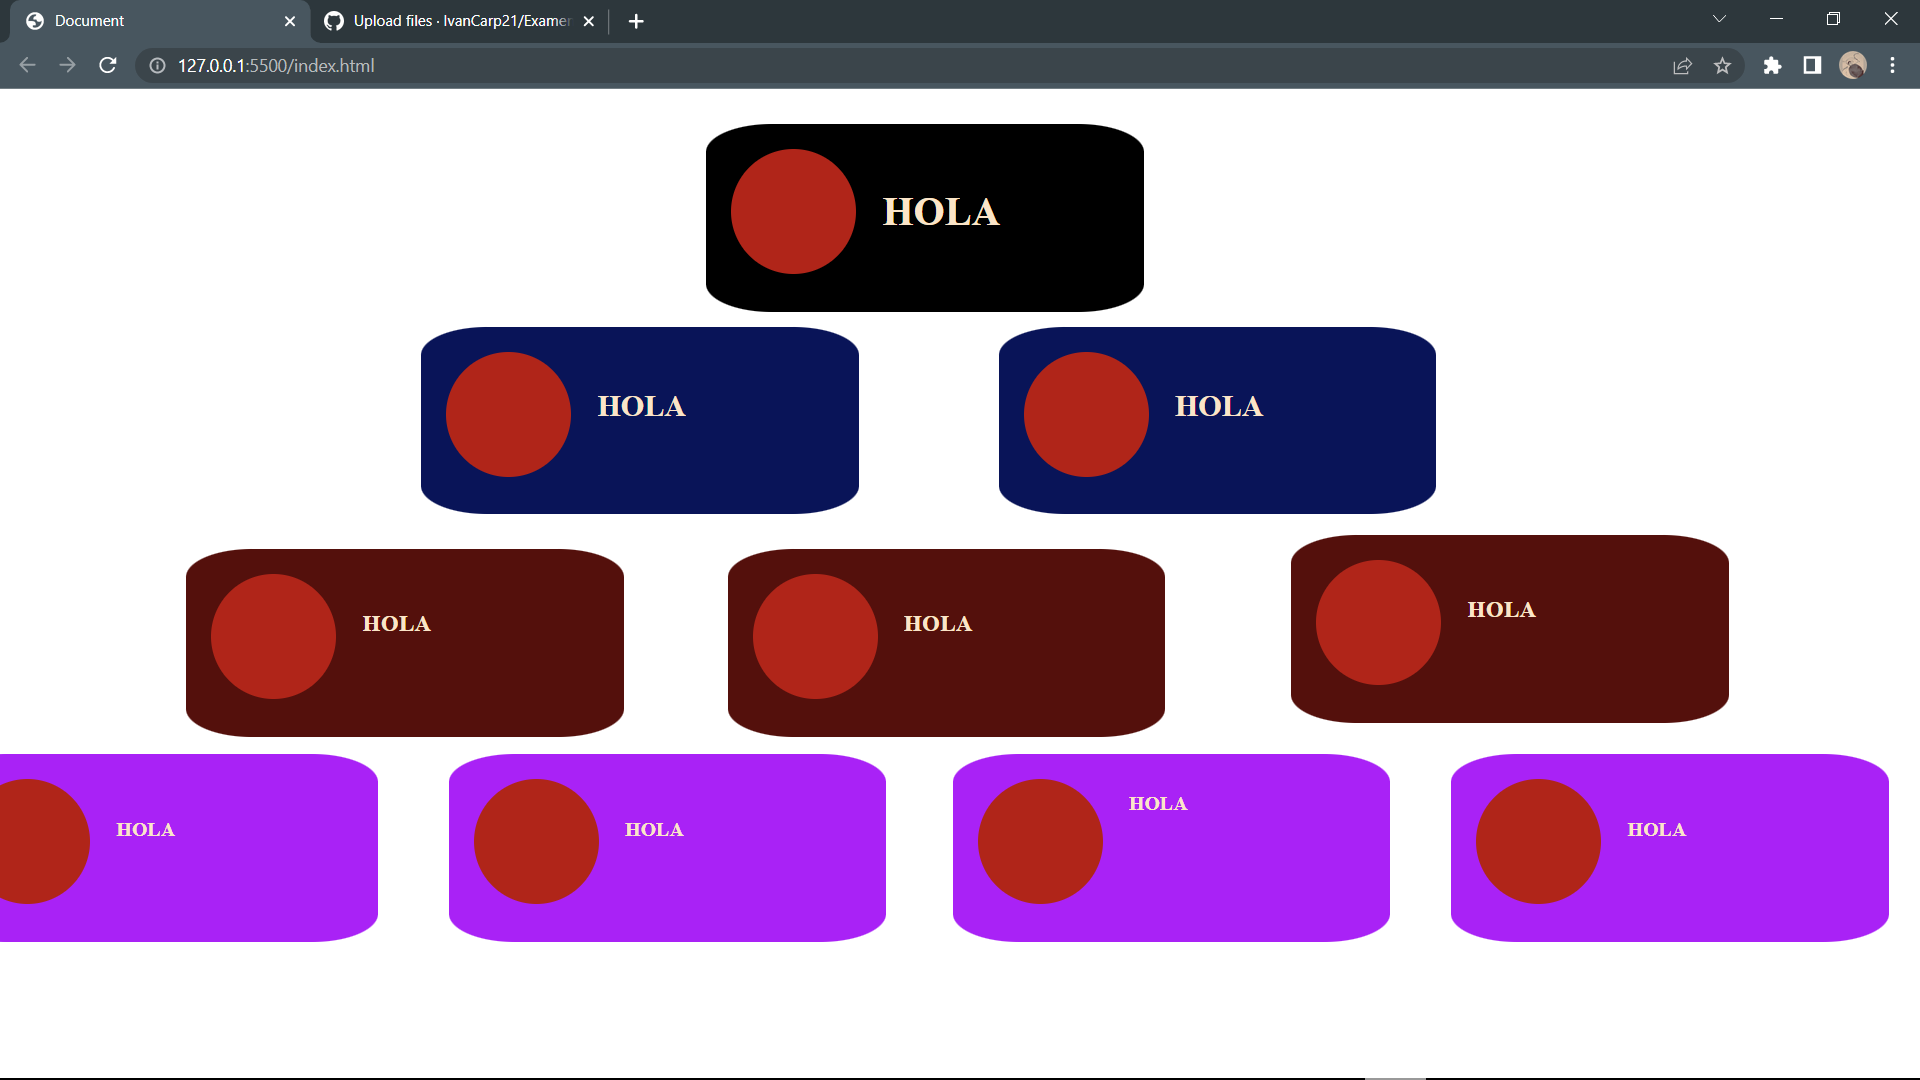 Document
Upload files · IvanCarp21/Examen
127.0.0.1:5500/index.html
HOLA
HOLA HOLA
HOLA HOLA HOLA
HOLA HOLA HOLA HOLA